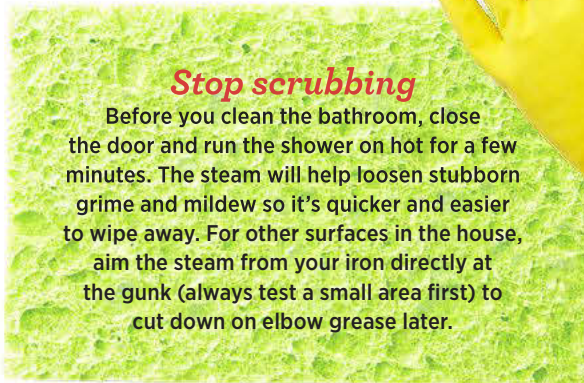 Stop scrubbing
Before you clean the bathroom, close
the door and run the shower on hot for a few
minutes. The steam will help loosen stubborn
grime and mildew so it's quicker and easier
to wipe away. For other surfaces in the house,
aim the steam from your iron directly at
the gunk (always test a small area first) to
cut down on elbow grease later.